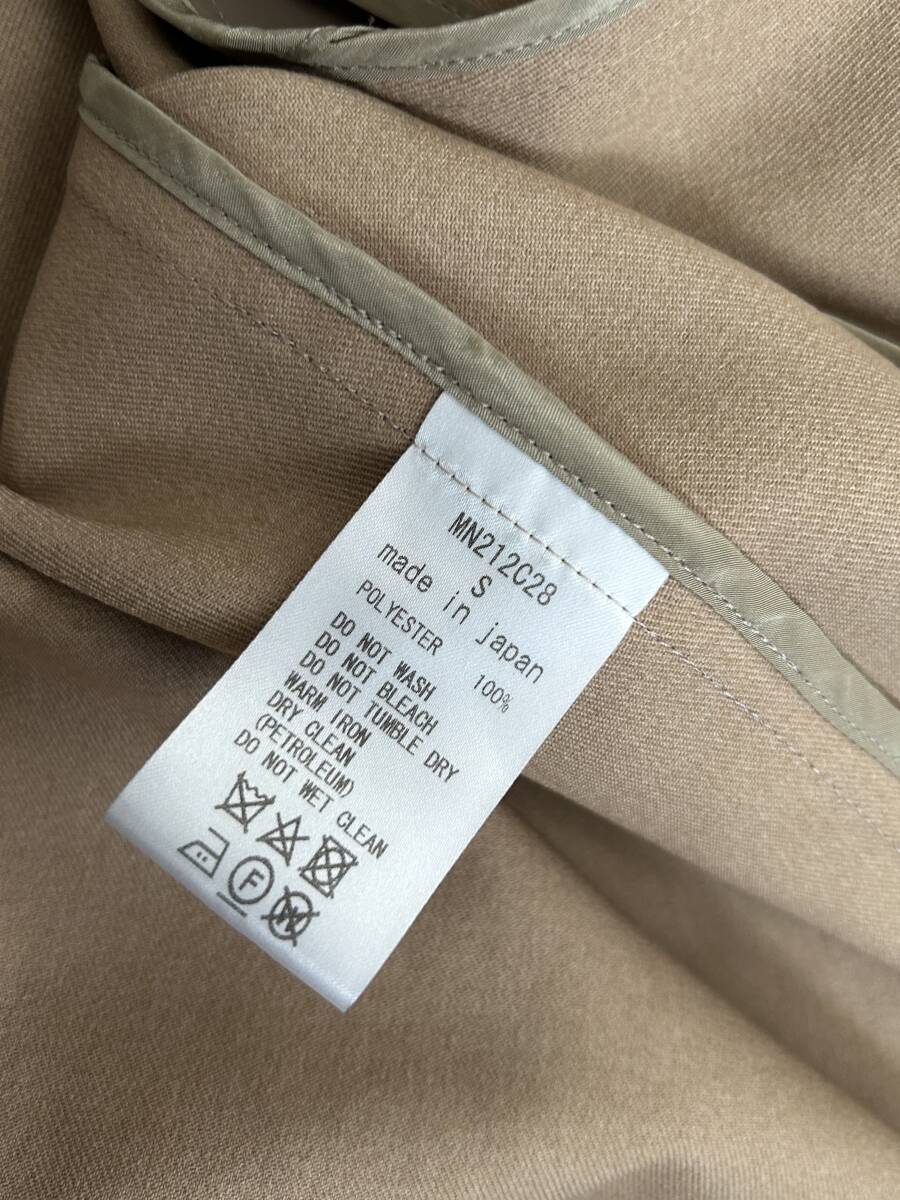 MN212C28
S
made in japan
POLYESTER 100%
DO NOT WASH
DO NOT BLEACH
DO NOT TUMBLE DRY
WARM IRON
DRY CLEAN
(PETROLEUM)
DO NOT WET CLEAN
F
W